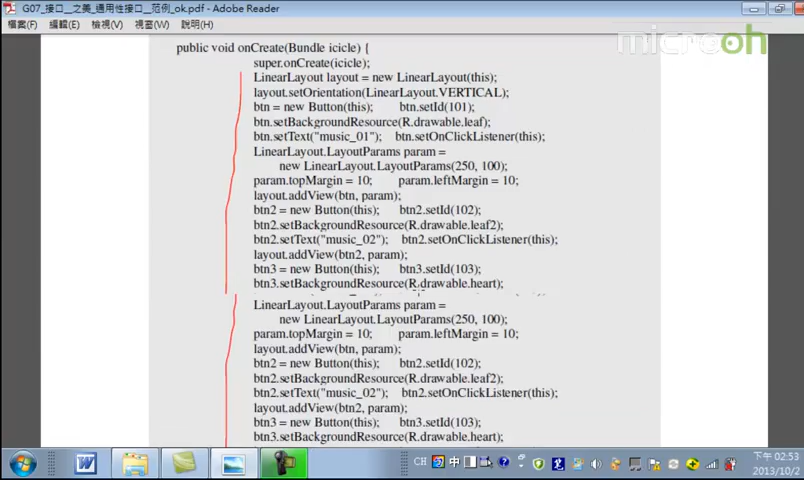 G07_接口__之美_通用性接口__范例_ok.pdf - Adobe Reader
檔案(F) 編輯(E) 檢視(V) 視窗(W) 說明(H)
microoh
public void onCreate(Bundle icicle) {
super.onCreate(icicle);
LinearLayout layout = new LinearLayout(this);
layout.setOrientation(LinearLayout.VERTICAL);
btn = new Button(this); btn.setId(101);
btn.setBackgroundResource(R.drawable.leaf);
btn.setText("music_01"); btn.setOnClickListener(this);
LinearLayout.LayoutParams param =
new LinearLayout.LayoutParams(250, 100);
param.topMargin = 10; param.leftMargin = 10;
layout.addView(btn, param);
btn2 = new Button(this); btn2.setId(102);
btn2.setBackgroundResource(R.drawable.leaf2);
btn2.setText("music_02"); btn2.setOnClickListener(this);
layout.addView(btn2, param);
btn3 = new Button(this); btn3.setId(103);
btn3.setBackgroundResource(R.drawable.heart);
LinearLayout.LayoutParams param =
new LinearLayout.LayoutParams(250, 100);
param.topMargin = 10; param.leftMargin = 10;
layout.addView(btn, param);
btn2 = new Button(this); btn2.setId(102);
btn2.setBackgroundResource(R.drawable.leaf2);
btn2.setText("music_02"); btn2.setOnClickListener(this);
layout.addView(btn2, param);
btn3 = new Button(this); btn3.setId(103);
btn3.setBackgroundResource(R.drawable.heart);
CH 中 下午 02:53
2013/10/2